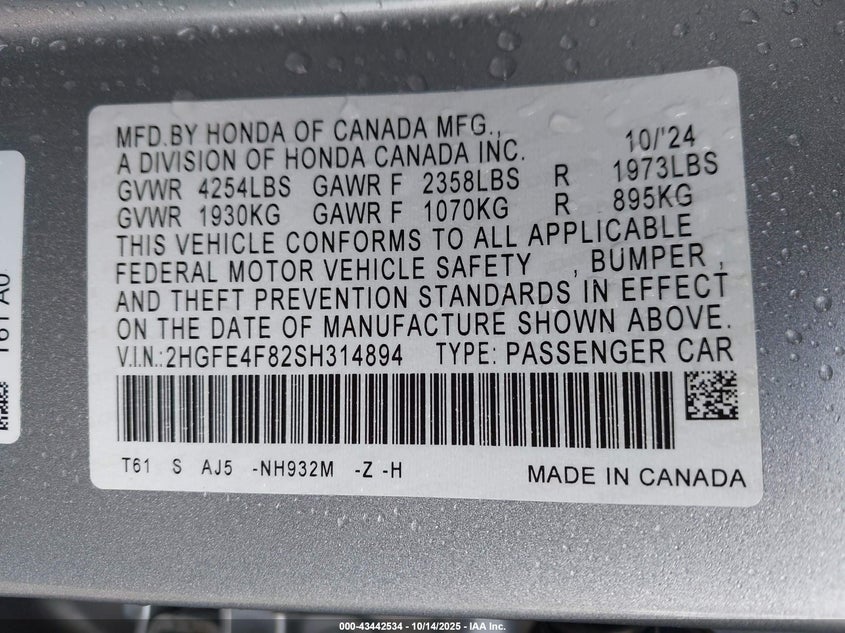 MFD.BY HONDA OF CANADA MFG., 10/'24
A DIVISION OF HONDA CANADA INC.
GVWR 4254LBS GAWR F 2358LBS R 1973LBS
GVWR 1930KG GAWR F 1070KG R 895KG
THIS VEHICLE CONFORMS TO ALL APPLICABLE
FEDERAL MOTOR VEHICLE SAFETY , BUMPER ,
AND THEFT PREVENTION STANDARDS IN EFFECT
ON THE DATE OF MANUFACTURE SHOWN ABOVE.
V.I.N.:2HGFE4F82SH314894 TYPE: PASSENGER CAR
T61 S AJ5 -NH932M -Z -H
MADE IN CANADA
T61 A0
000-43442534 - 10/14/2025 - IAA Inc.